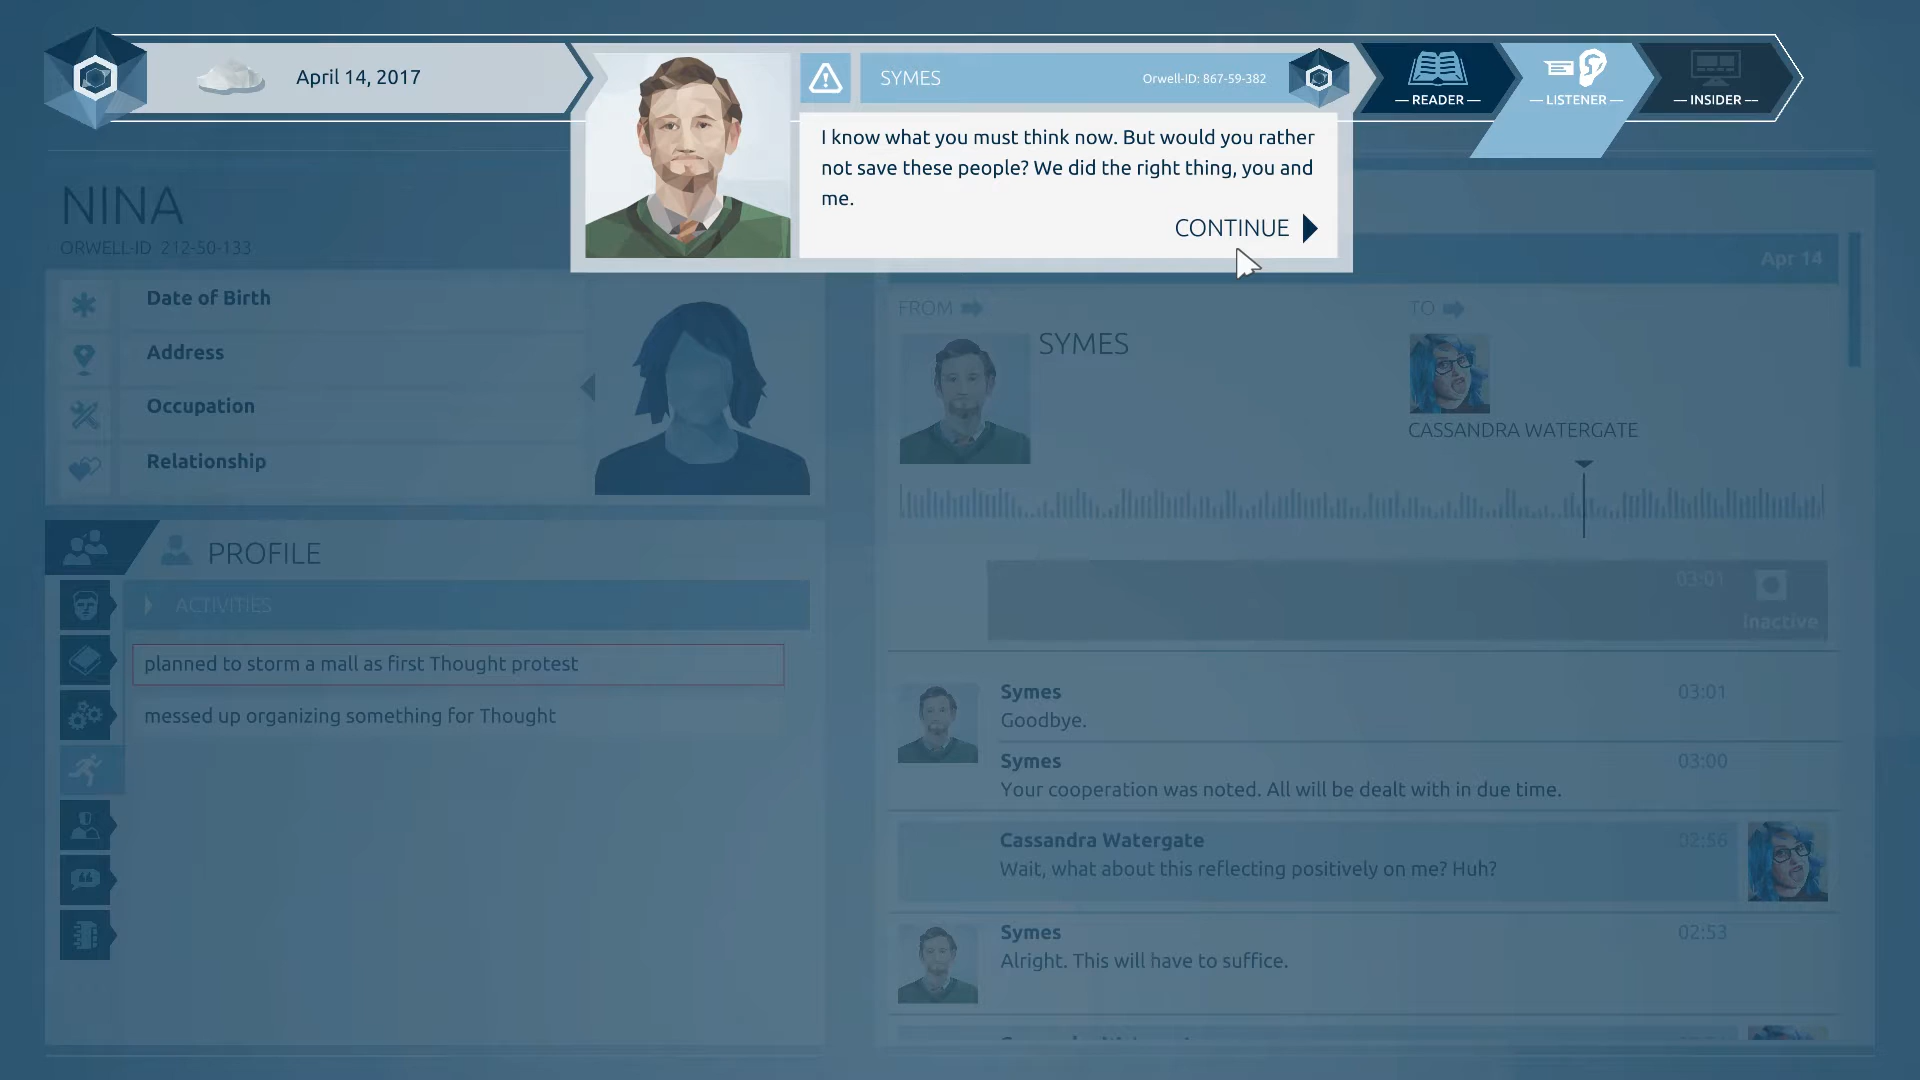 April 14, 2017
SYMES
Orwell-ID: 867-59-382
I know what you must think now. But would you rather
not save these people? We did the right thing, you and
me.
CONTINUE
READER
LISTENER
INSIDER
NINA
ORWELL-ID 212-50-133
Date of Birth
Address
Occupation
Relationship
PROFILE
ACTIVITIES
planned to storm a mall as first Thought protest
messed up organizing something for Thought
Apr 14
FROM
TO
SYMES
CASSANDRA WATERGATE
03:01
Inactive
Symes 03:01
Goodbye.
Symes 03:00
Your cooperation was noted. All will be dealt with in due time.
Cassandra Watergate 02:56
Wait, what about this reflecting positively on me? Huh?
Symes 02:53
Alright. This will have to suffice.